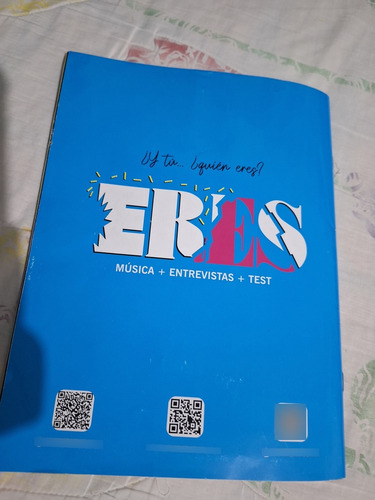 ¿Y tú... ¿quién eres?
ERES
MÚSICA + ENTREVISTAS + TEST